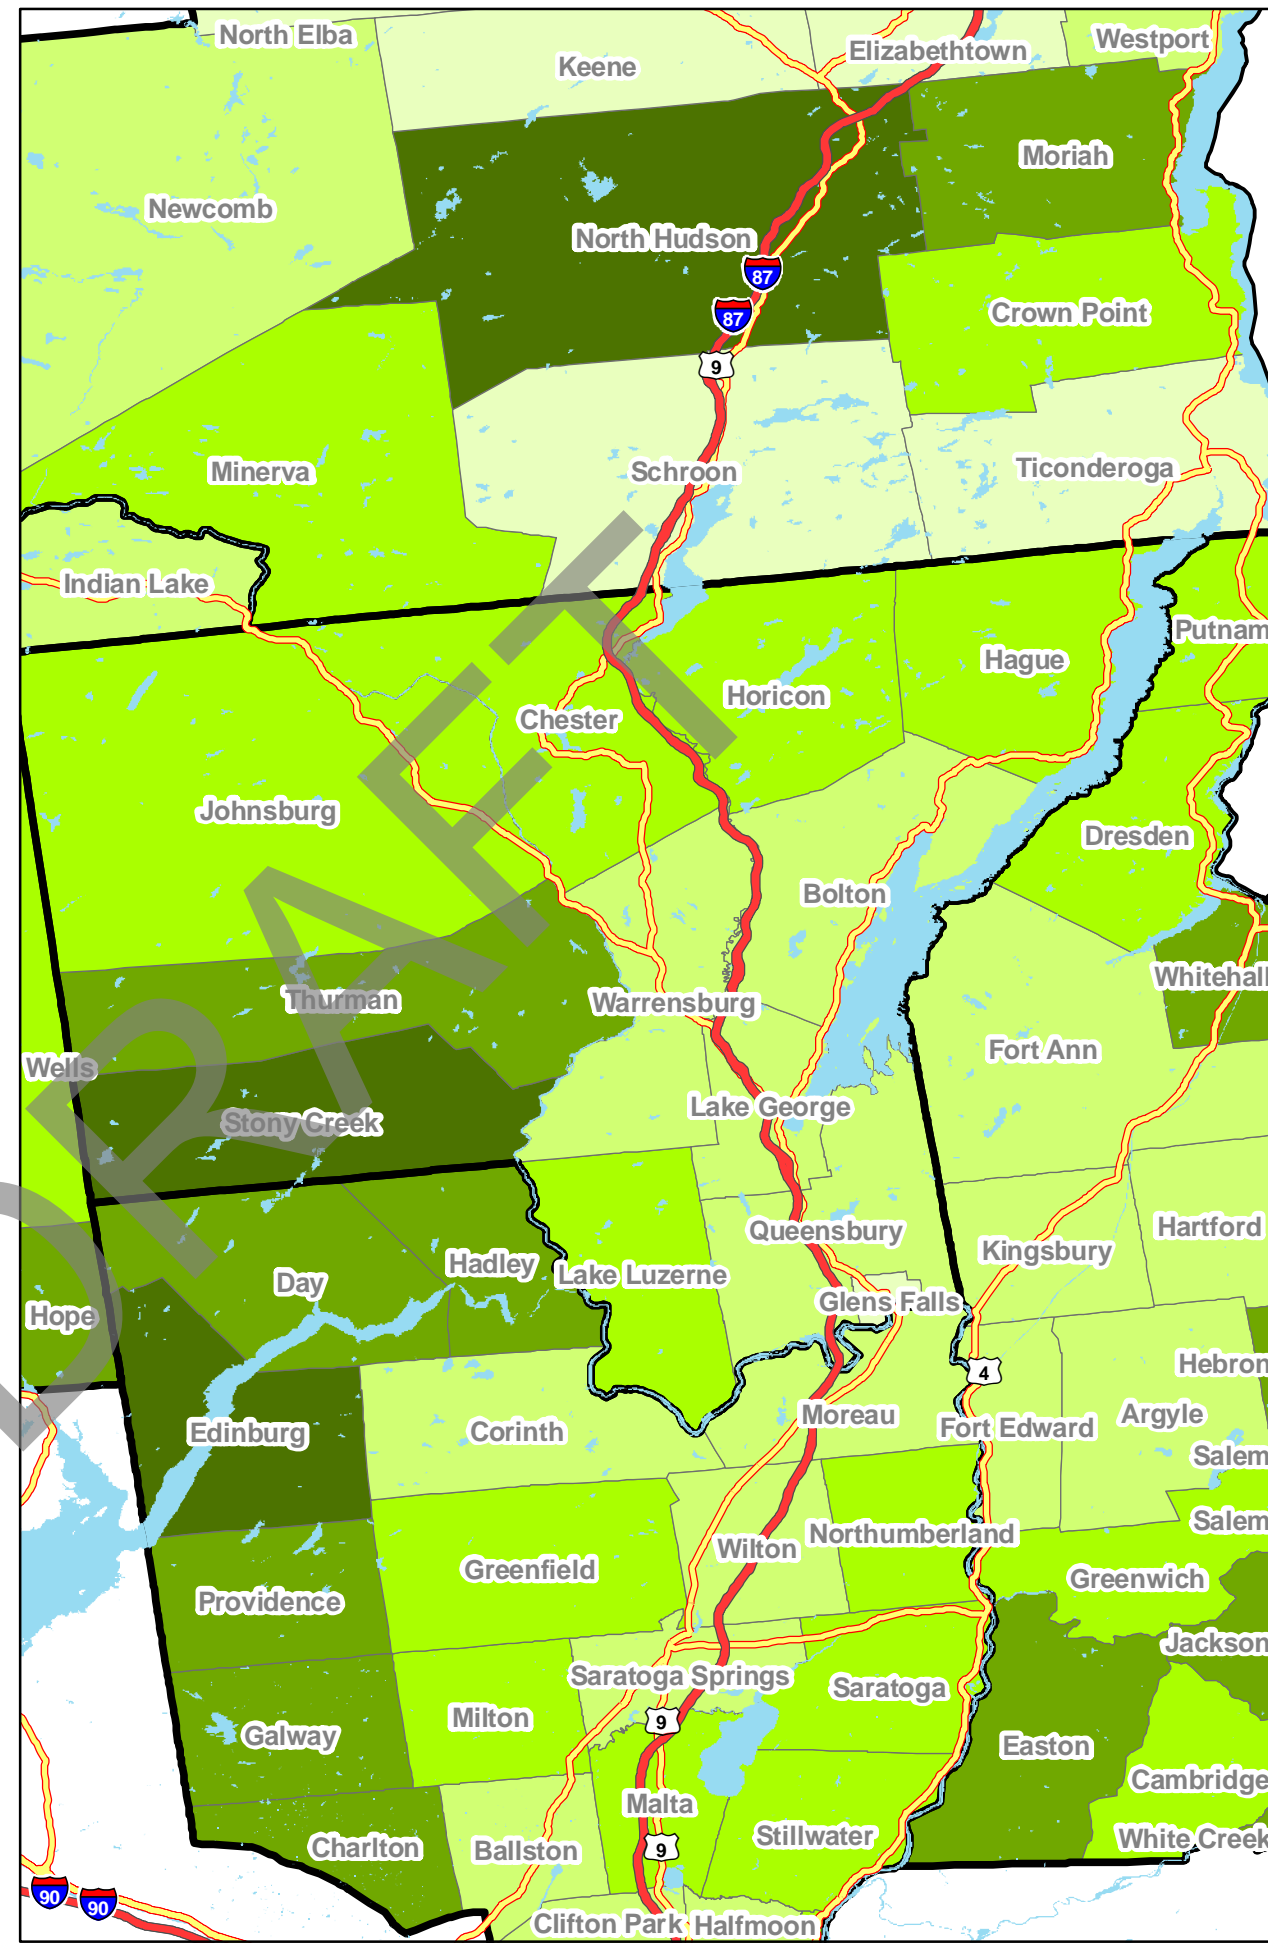 North Elba
Keene
Elizabethtown
Westport
Moriah
Newcomb
North Hudson
87
87
Crown Point
9
Minerva
Schroon
Ticonderoga
Indian Lake
Putnam
Hague
Horicon
Chester
Johnsburg
Dresden
Bolton
Whitehall
Thurman
Warrensburg
Fort Ann
Wells
Lake George
Stony Creek
Queensbury
Hartford
Kingsbury
Hadley
Lake Luzerne
Day
Glens Falls
Hope
Hebron
4
Argyle
Moreau
Fort Edward
Edinburg
Corinth
Salem
Salem
Northumberland
Wilton
Greenfield
Greenwich
Providence
Jackson
Saratoga Springs
Saratoga
Milton
9
Galway
Easton
Cambridge
Malta
Stillwater
White Creek
Charlton
Ballston
9
90
90
Clifton Park
Halfmoon
DRAFT